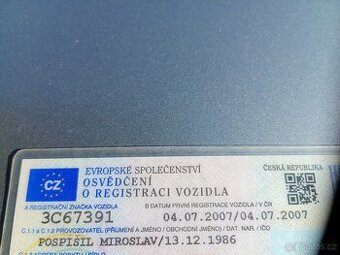 EVROPSKÉ SPOLEČENSTVÍ
ČESKÁ REPUBLIKA
OSVĚDČENÍ
O REGISTRACI VOZIDLA
CZ
A REGISTRAČNÍ ZNAČKA VOZIDLA
B DATUM PRVNÍ REGISTRACE VOZIDLA / V ČR
3C67391
04.07.2007/04.07.2007
C.1.1 & C.1.2 PROVOZOVATEL (PŘÍJMENÍ A JMÉNO / OBCHODNÍ JMÉNO) / DAT. NAR. / IČO
POSPISIL MIROSLAV/13.12.1986